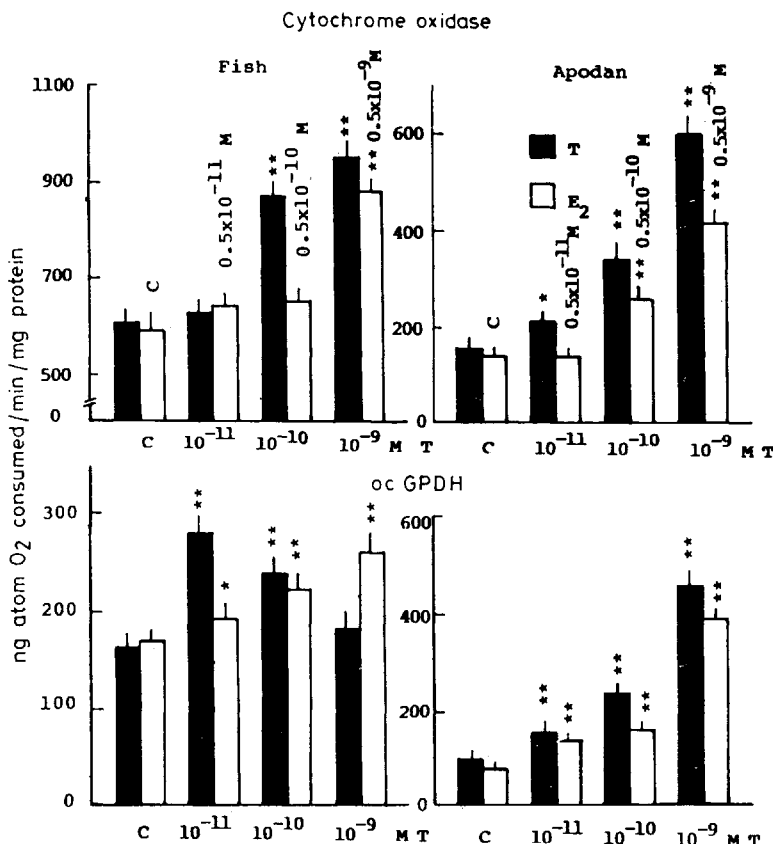 Cytochrome oxidase
Fish
Apodan
ng atom O2 consumed/min/mg protein
1100
900
700
500
0
C
0.5x10⁻¹¹ M
**
0.5x10⁻¹⁰ M
**
** 0.5x10⁻⁹ M
C 10⁻¹¹ 10⁻¹⁰ 10⁻⁹ M T
600
400
200
0
T
E2
C
*
0.5x10⁻¹¹ M
**
** 0.5x10⁻¹⁰ M
**
** 0.5x10⁻⁹ M
C 10⁻¹¹ 10⁻¹⁰ 10⁻⁹ M T
oc GPDH
300
200
100
0
**
*
**
**
**
C 10⁻¹¹ 10⁻¹⁰ 10⁻⁹ M T
600
400
200
0
**
**
**
**
**
**
C 10⁻¹¹ 10⁻¹⁰ 10⁻⁹ M T